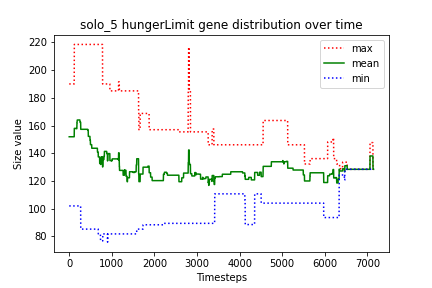 solo_5 hungerLimit gene distribution over time
220
200
180
160
140
120
100
80
Size value
max
mean
min
0 1000 2000 3000 4000 5000 6000 7000
Timesteps